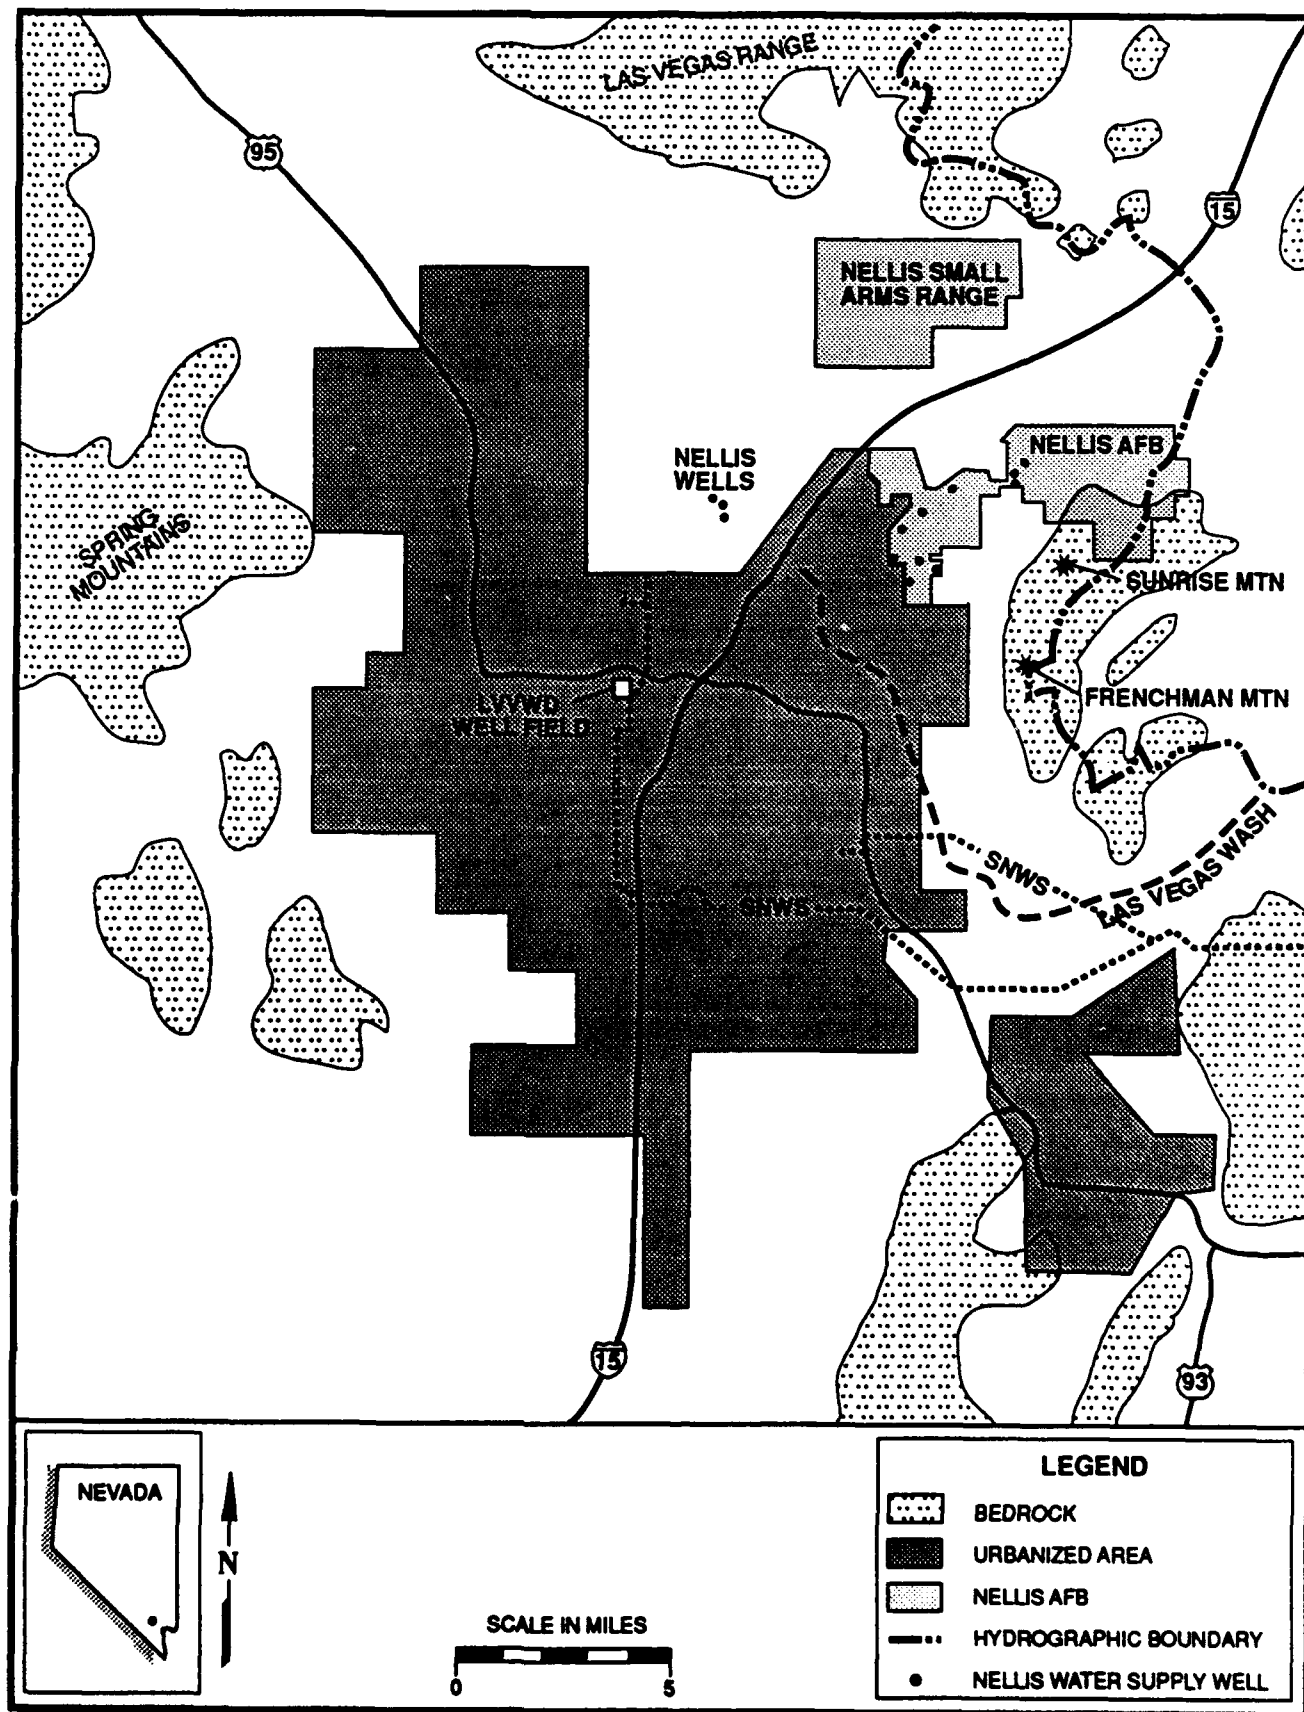 LAS VEGAS RANGE
95
15
NELLIS SMALL
ARMS RANGE
NELLIS
WELLS
NELLIS AFB
SPRING
MOUNTAINS
SUNRISE MTN
FRENCHMAN MTN
LVVWD
WELL FIELD
SNWS
LAS VEGAS WASH
SNWS
15
93
NEVADA
N
SCALE IN MILES
0 5
LEGEND
BEDROCK
URBANIZED AREA
NELLIS AFB
HYDROGRAPHIC BOUNDARY
NELLIS WATER SUPPLY WELL